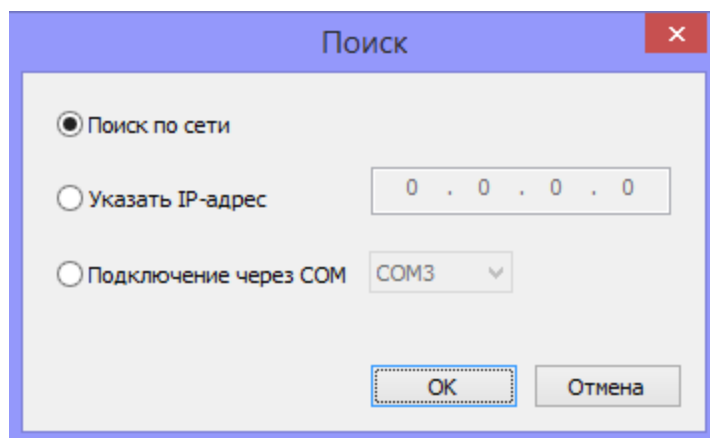 Поиск
Поиск по сети
Указать IP-адрес 0 . 0 . 0 . 0
Подключение через COM COM3
OK Отмена